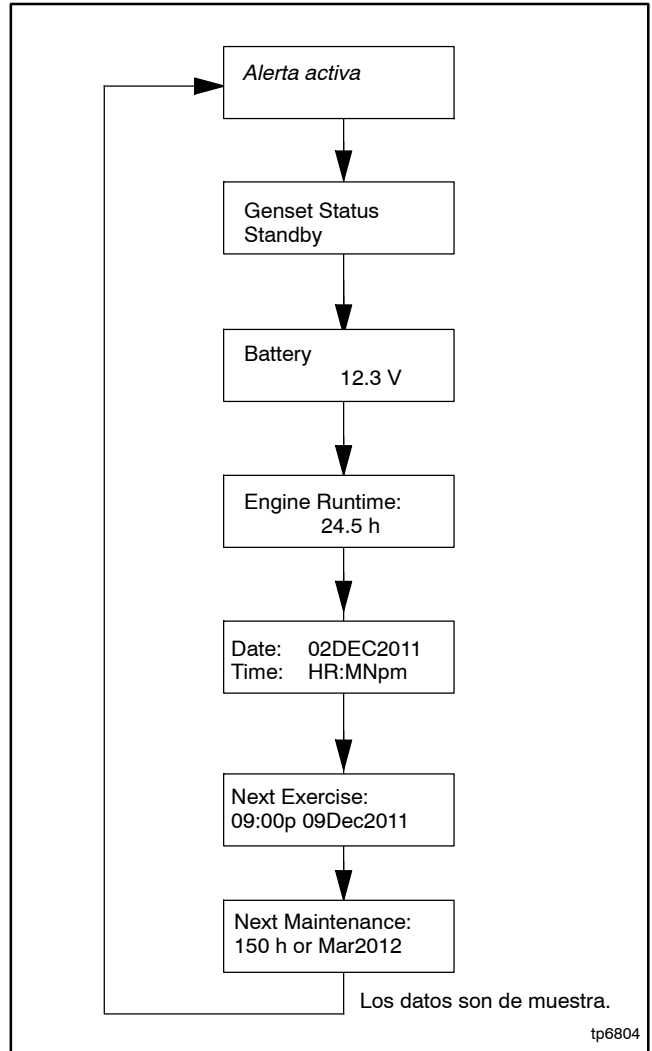 Alerta activa
Genset Status
Standby
Battery
12.3 V
Engine Runtime:
24.5 h
Date: 02DEC2011
Time: HR:MNpm
Next Exercise:
09:00p 09Dec2011
Next Maintenance:
150 h or Mar2012
Los datos son de muestra.
tp6804